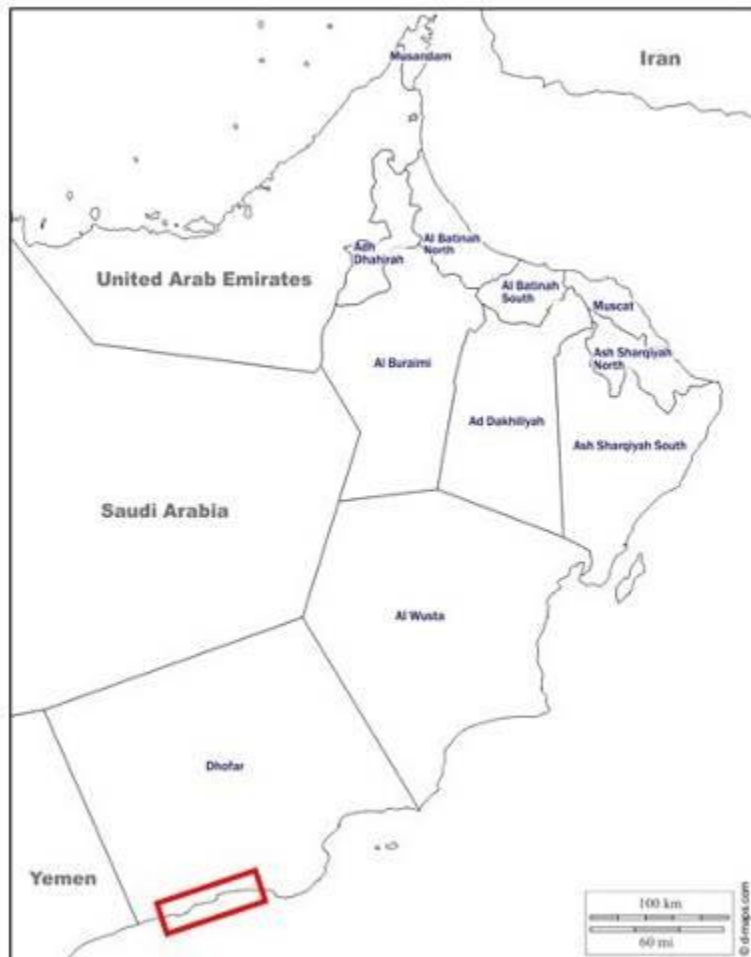 Musandam
Iran
Adh
Dhahirah
Al Batinah
North
United Arab Emirates
Al Batinah
South
Muscat
Al Buraimi
Ash Sharqiyah
North
Ad Dakhiliyah
Ash Sharqiyah South
Saudi Arabia
Al Wusta
Dhofar
Yemen
100 km
60 mi
© d-maps.com